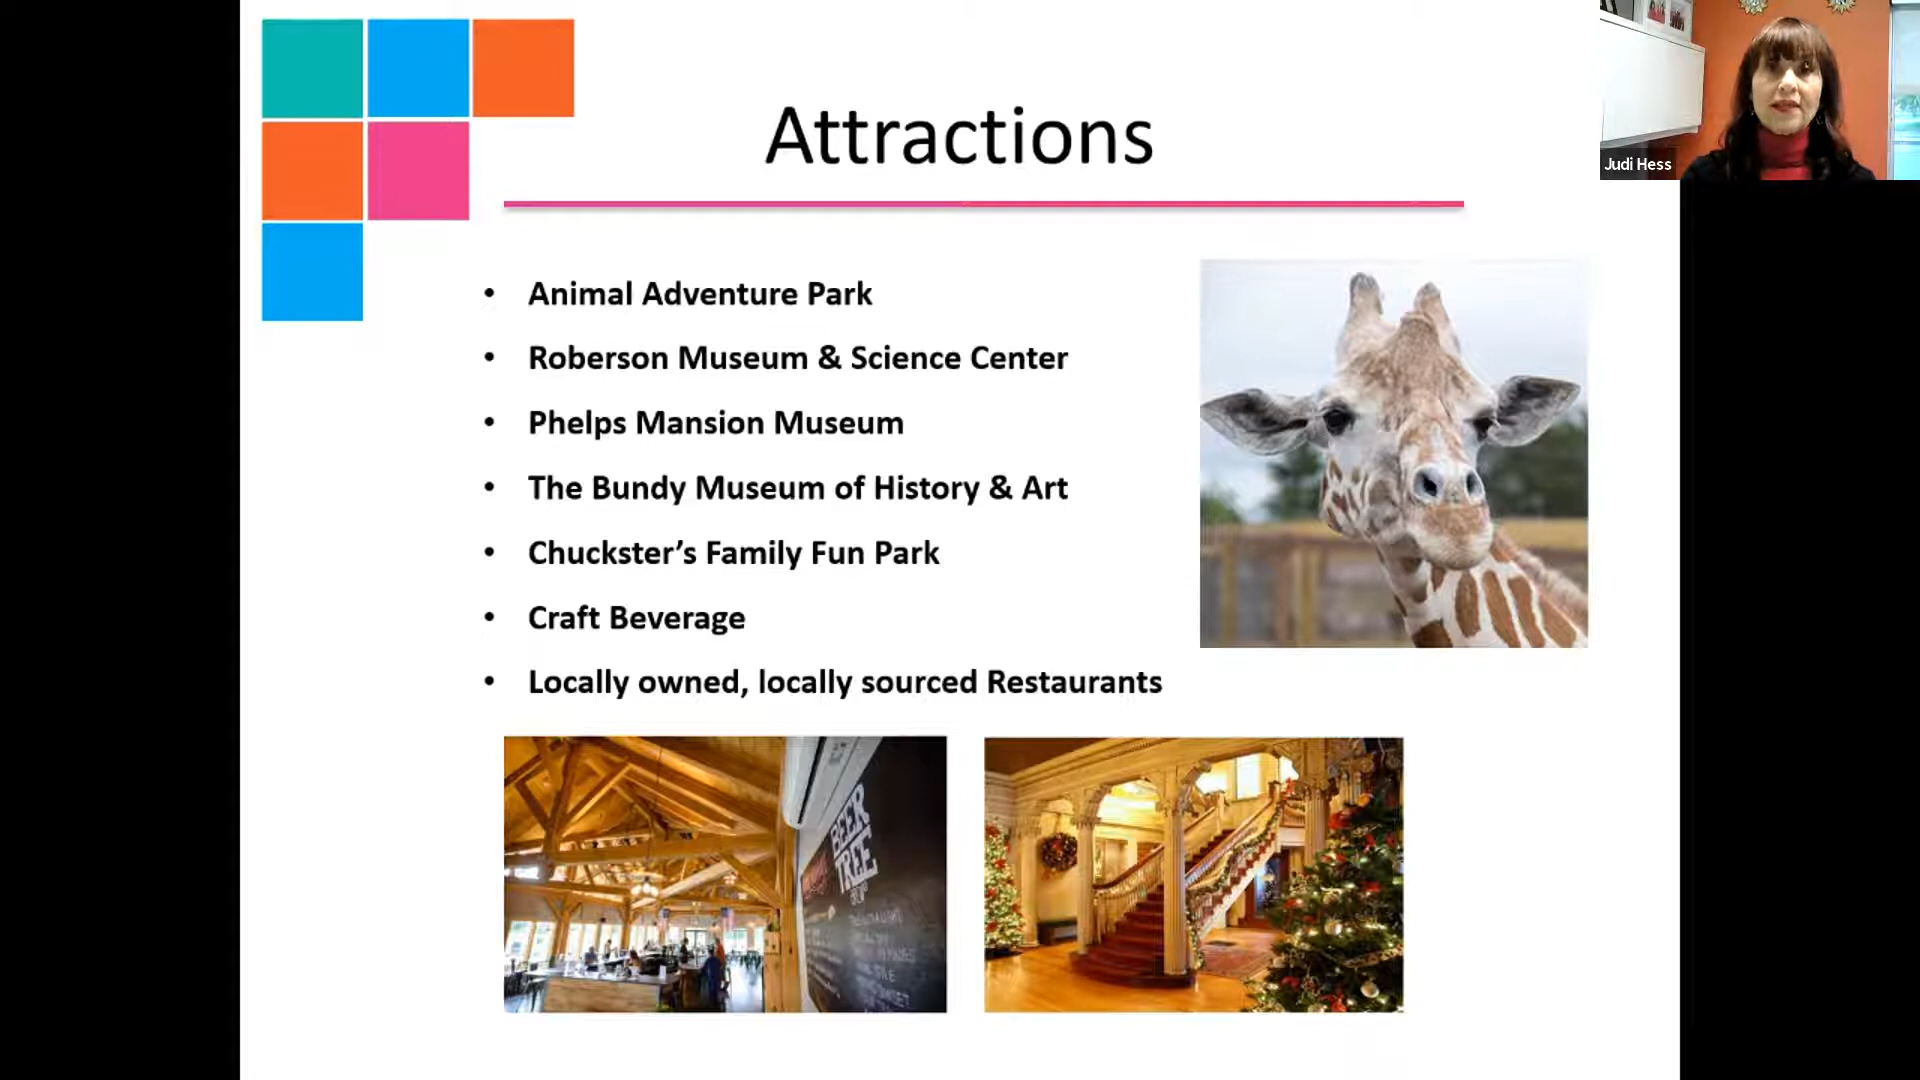 Attractions
Judi Hess
• Animal Adventure Park
• Roberson Museum & Science Center
• Phelps Mansion Museum
• The Bundy Museum of History & Art
• Chuckster’s Family Fun Park
• Craft Beverage
• Locally owned, locally sourced Restaurants
BEER
TREE